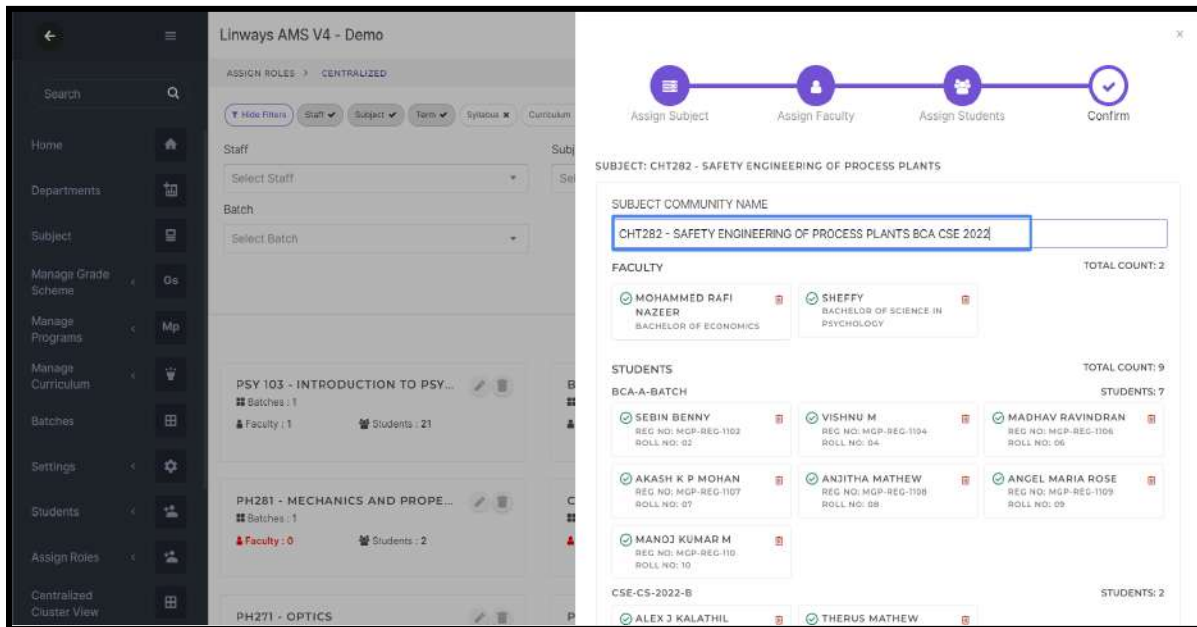 Linways AMS V4 - Demo
Search
Home
Departments
Subject
Manage Grade
Scheme
Gs
Manage
Programs
Mp
Manage
Curriculum
Batches
Settings
Students
Assign Roles
Centralized
Cluster View
ASSIGN ROLES > CENTRALIZED
Hide Filters
Staff
Subject
Term
Syllabus
Curriculum
Staff
Subj
Select Staff
Sel
Batch
Select Batch
PSY 103 - INTRODUCTION TO PSY...
Batches : 1
Faculty : 1 Students : 21
B
PH281 - MECHANICS AND PROPE...
Batches : 1
Faculty : 0 Students : 2
C
PH271 - OPTICS
P
×
Assign Subject
Assign Faculty
Assign Students
Confirm
SUBJECT: CHT282 - SAFETY ENGINEERING OF PROCESS PLANTS
SUBJECT COMMUNITY NAME
CHT282 - SAFETY ENGINEERING OF PROCESS PLANTS BCA CSE 2022
FACULTY TOTAL COUNT: 2
MOHAMMED RAFI
NAZEER
BACHELOR OF ECONOMICS
SHEFFY
BACHELOR OF SCIENCE IN
PSYCHOLOGY
STUDENTS TOTAL COUNT: 9
BCA-A-BATCH STUDENTS: 7
SEBIN BENNY
REG NO: MGP-REG-1102
ROLL NO: 02
VISHNU M
REG NO: MGP-REG-1104
ROLL NO: 04
MADHAV RAVINDRAN
REG NO: MGP-REG-1106
ROLL NO: 06
AKASH K P MOHAN
REG NO: MGP-REG-1107
ROLL NO: 07
ANJITHA MATHEW
REG NO: MGP-REG-1108
ROLL NO: 08
ANGEL MARIA ROSE
REG NO: MGP-REG-1109
ROLL NO: 09
MANOJ KUMAR M
REG NO: MGP-REG-110
ROLL NO: 10
CSE-CS-2022-B STUDENTS: 2
ALEX J KALATHIL
THERUS MATHEW